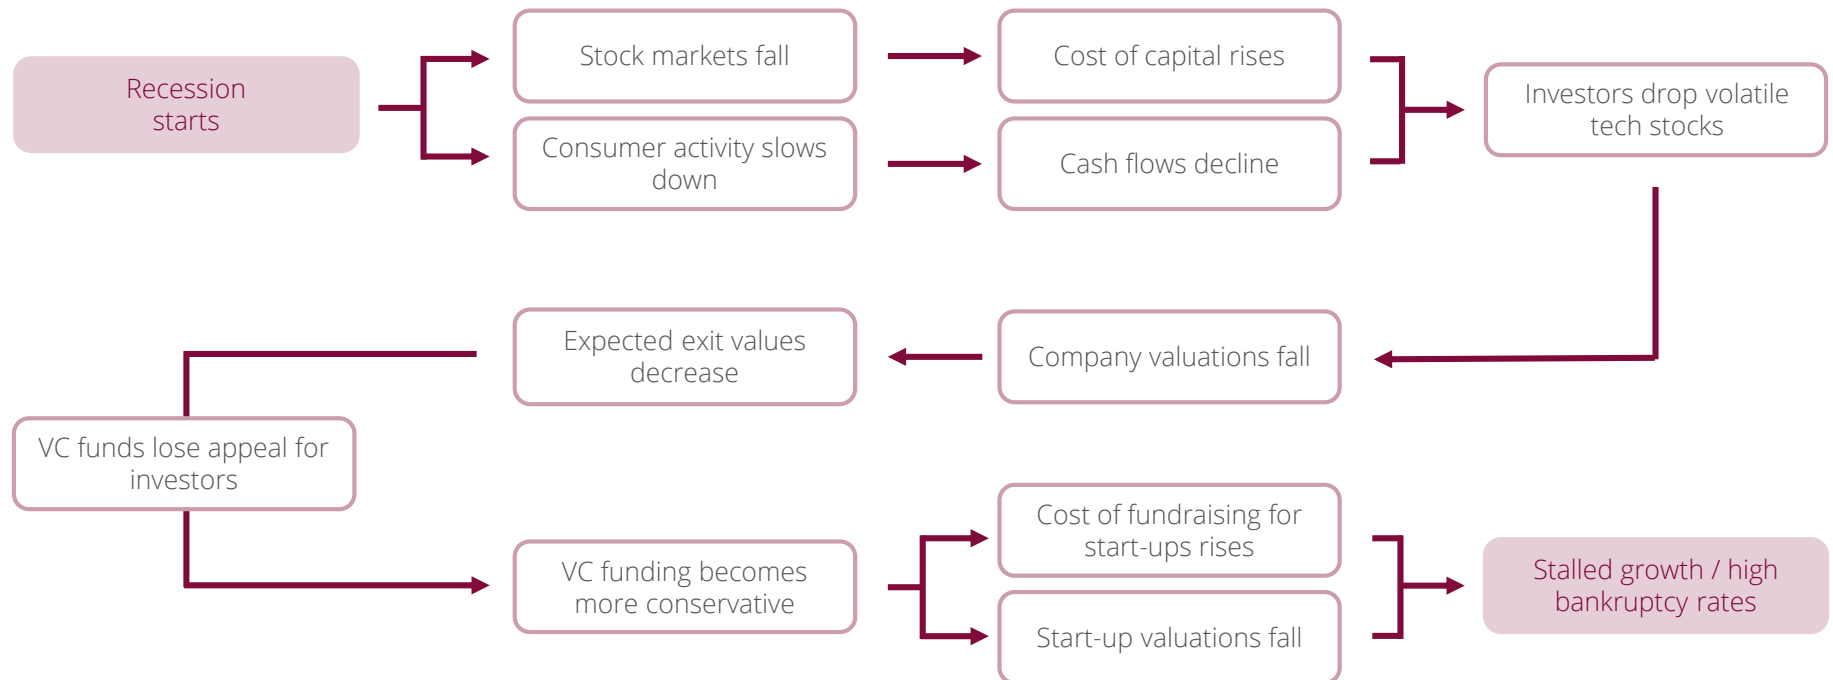 Recession
starts
Stock markets fall
Cost of capital rises
Consumer activity slows
down
Cash flows decline
Investors drop volatile
tech stocks
Company valuations fall
Expected exit values
decrease
VC funds lose appeal for
investors
VC funding becomes
more conservative
Cost of fundraising for
start-ups rises
Start-up valuations fall
Stalled growth / high
bankruptcy rates